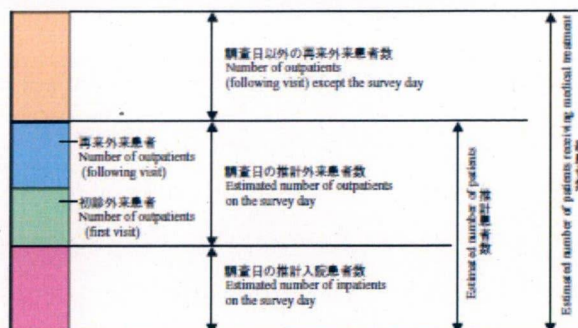 調査日以外の再来外来患者数
Number of outpatients
(following visit) except the survey day
再来外来患者
Number of outpatients
(following visit)
初診外来患者
Number of outpatients
(first visit)
調査日の推計外来患者数
Estimated number of outpatients
on the survey day
調査日の推計入院患者数
Estimated number of inpatients
on the survey day
推計患者数
Estimated number of patients
Estimated number of patients receiving medical treatment